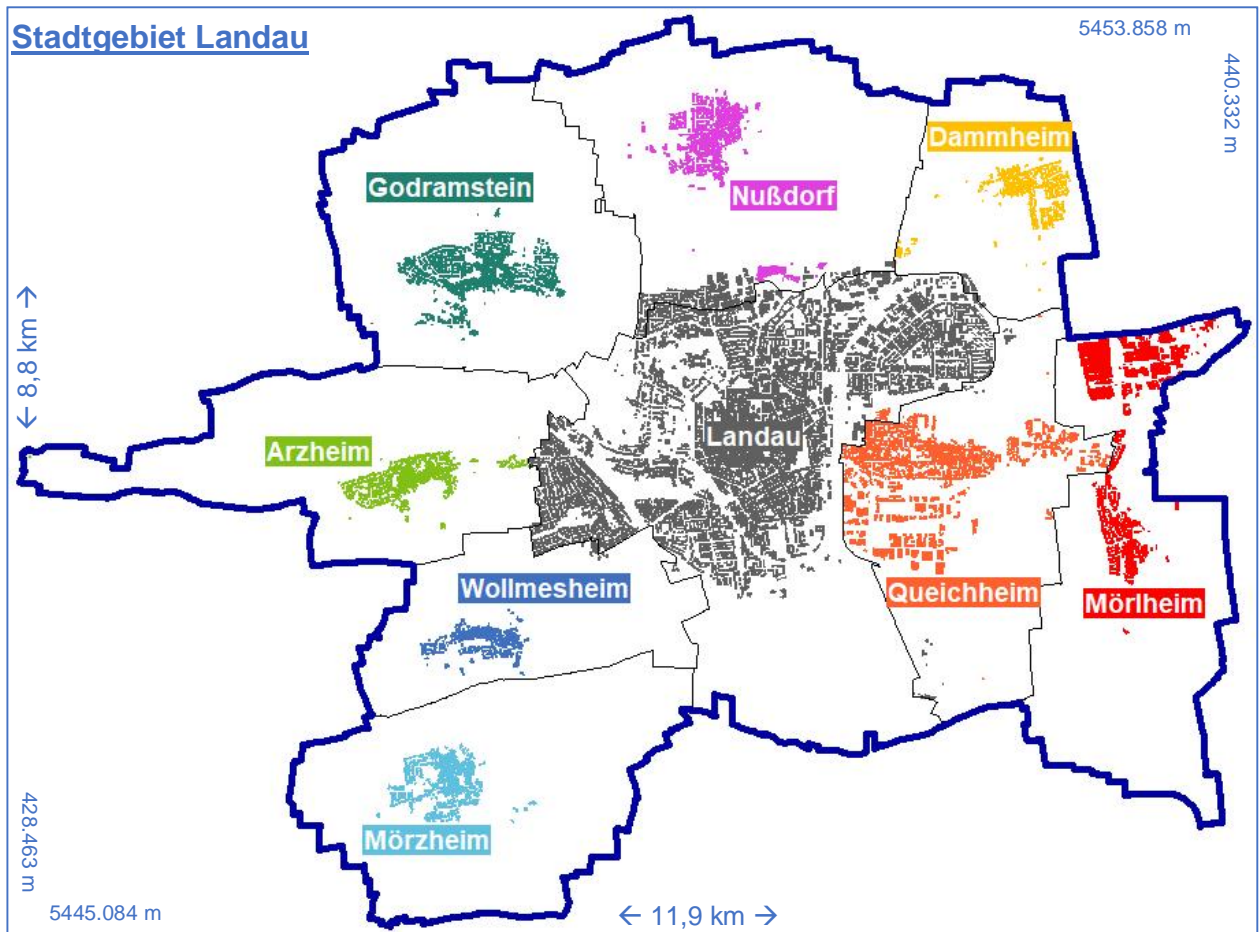 Stadtgebiet Landau
5453.858 m
440.332 m
Dammheim
Godramstein
Nußdorf
← 8,8 km →
Landau
Arzheim
Wollmesheim
Queichheim
Mörlheim
428.463 m
Mörzheim
5445.084 m
← 11,9 km →